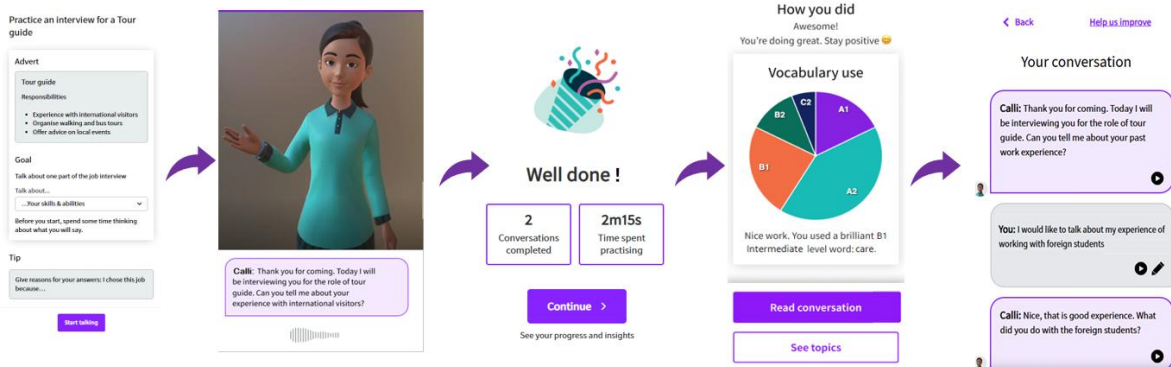 Practice an interview for a Tour
guide
Advert
Tour guide
Responsibilities
• Experience with international visitors
• Organise walking and bus tours
• Offer advice on local events
Goal
Talk about one part of the job interview
Talk about...
...Your skills & abilities
Before you start, spend some time thinking
about what you will say.
Tip
Give reasons for your answers: I chose this job
because...
Start talking
Calli: Thank you for coming. Today I will
be interviewing you for the role of tour
guide. Can you tell me about your
experience with international visitors?
Well done !
2
Conversations
completed
2m15s
Time spent
practising
Continue >
See your progress and insights
How you did
Awesome!
You're doing great. Stay positive 😊
Vocabulary use
C2
A1
B2
B1
A2
Nice work. You used a brilliant B1
Intermediate level word: care.
Read conversation
See topics
Back
Help us improve
Your conversation
Calli: Thank you for coming. Today I will
be interviewing you for the role of tour
guide. Can you tell me about your past
work experience?
You: I would like to talk about my experience of
working with foreign students
Calli: Nice, that is good experience. What
did you do with the foreign students?